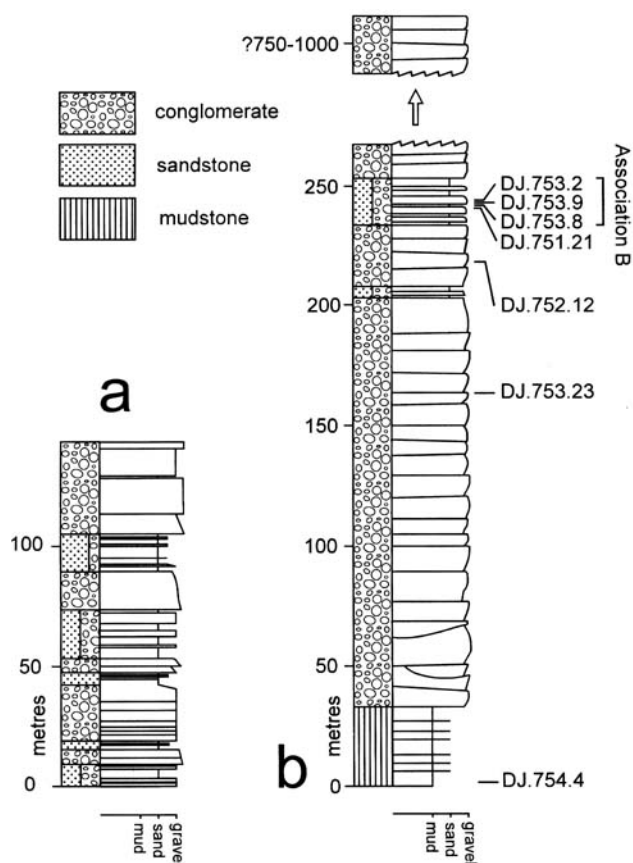 ?750-1000
conglomerate
sandstone
mudstone
250
DJ.753.2
DJ.753.9
DJ.753.8
DJ.751.21
Association B
200
DJ.752.12
a
DJ.753.23
150
100
100
50
50
metres
metres
0
0
b
DJ.754.4
mud
sand
gravel
mud
sand
gravel